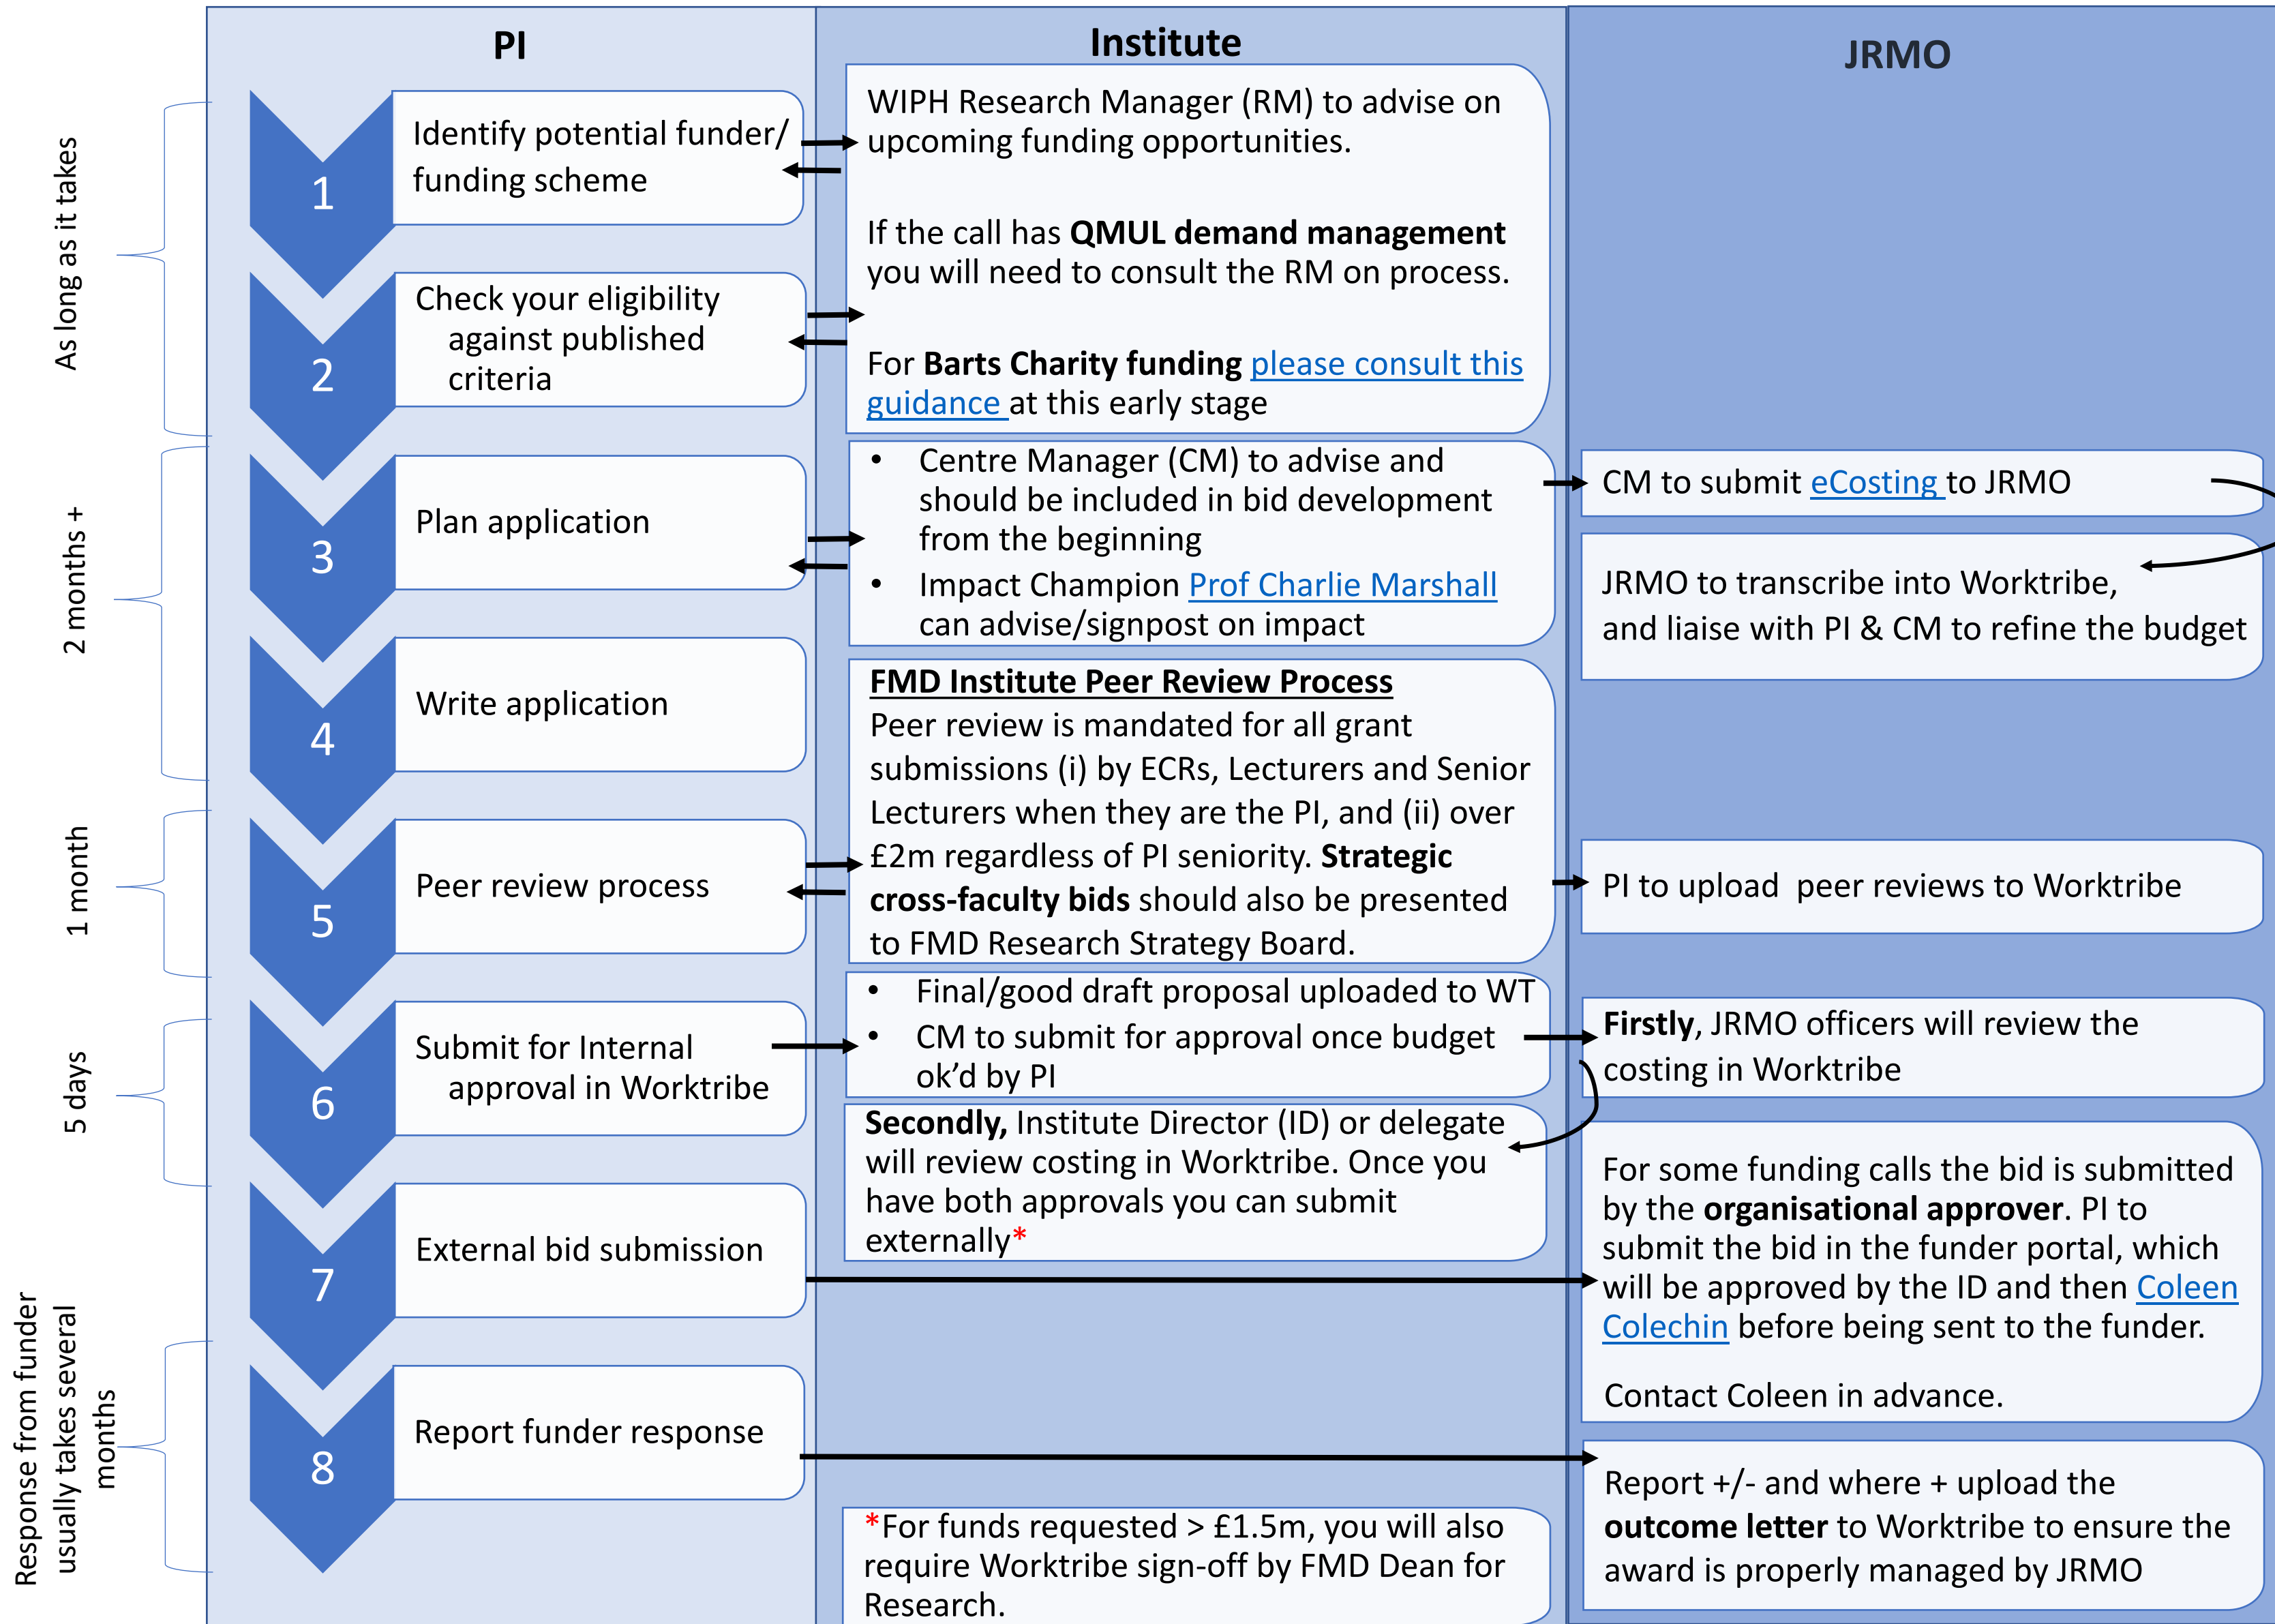 PI
Institute
JRMO
As long as it takes
2 months +
1 month
5 days
Response from funder
usually takes several
months
1
Identify potential funder/
funding scheme
2
Check your eligibility
against published
criteria
3
Plan application
4
Write application
5
Peer review process
6
Submit for Internal
approval in Worktribe
7
External bid submission
8
Report funder response
WIPH Research Manager (RM) to advise on
upcoming funding opportunities.
If the call has QMUL demand management
you will need to consult the RM on process.
For Barts Charity funding please consult this
guidance at this early stage
• Centre Manager (CM) to advise and
should be included in bid development
from the beginning
• Impact Champion Prof Charlie Marshall
can advise/signpost on impact
FMD Institute Peer Review Process
Peer review is mandated for all grant
submissions (i) by ECRs, Lecturers and Senior
Lecturers when they are the PI, and (ii) over
£2m regardless of PI seniority. Strategic
cross-faculty bids should also be presented
to FMD Research Strategy Board.
• Final/good draft proposal uploaded to WT
• CM to submit for approval once budget
ok’d by PI
Secondly, Institute Director (ID) or delegate
will review costing in Worktribe. Once you
have both approvals you can submit
externally*
*For funds requested > £1.5m, you will also
require Worktribe sign-off by FMD Dean for
Research.
CM to submit eCosting to JRMO
JRMO to transcribe into Worktribe,
and liaise with PI & CM to refine the budget
PI to upload peer reviews to Worktribe
Firstly, JRMO officers will review the
costing in Worktribe
For some funding calls the bid is submitted
by the organisational approver. PI to
submit the bid in the funder portal, which
will be approved by the ID and then Coleen
Colechin before being sent to the funder.
Contact Coleen in advance.
Report +/- and where + upload the
outcome letter to Worktribe to ensure the
award is properly managed by JRMO